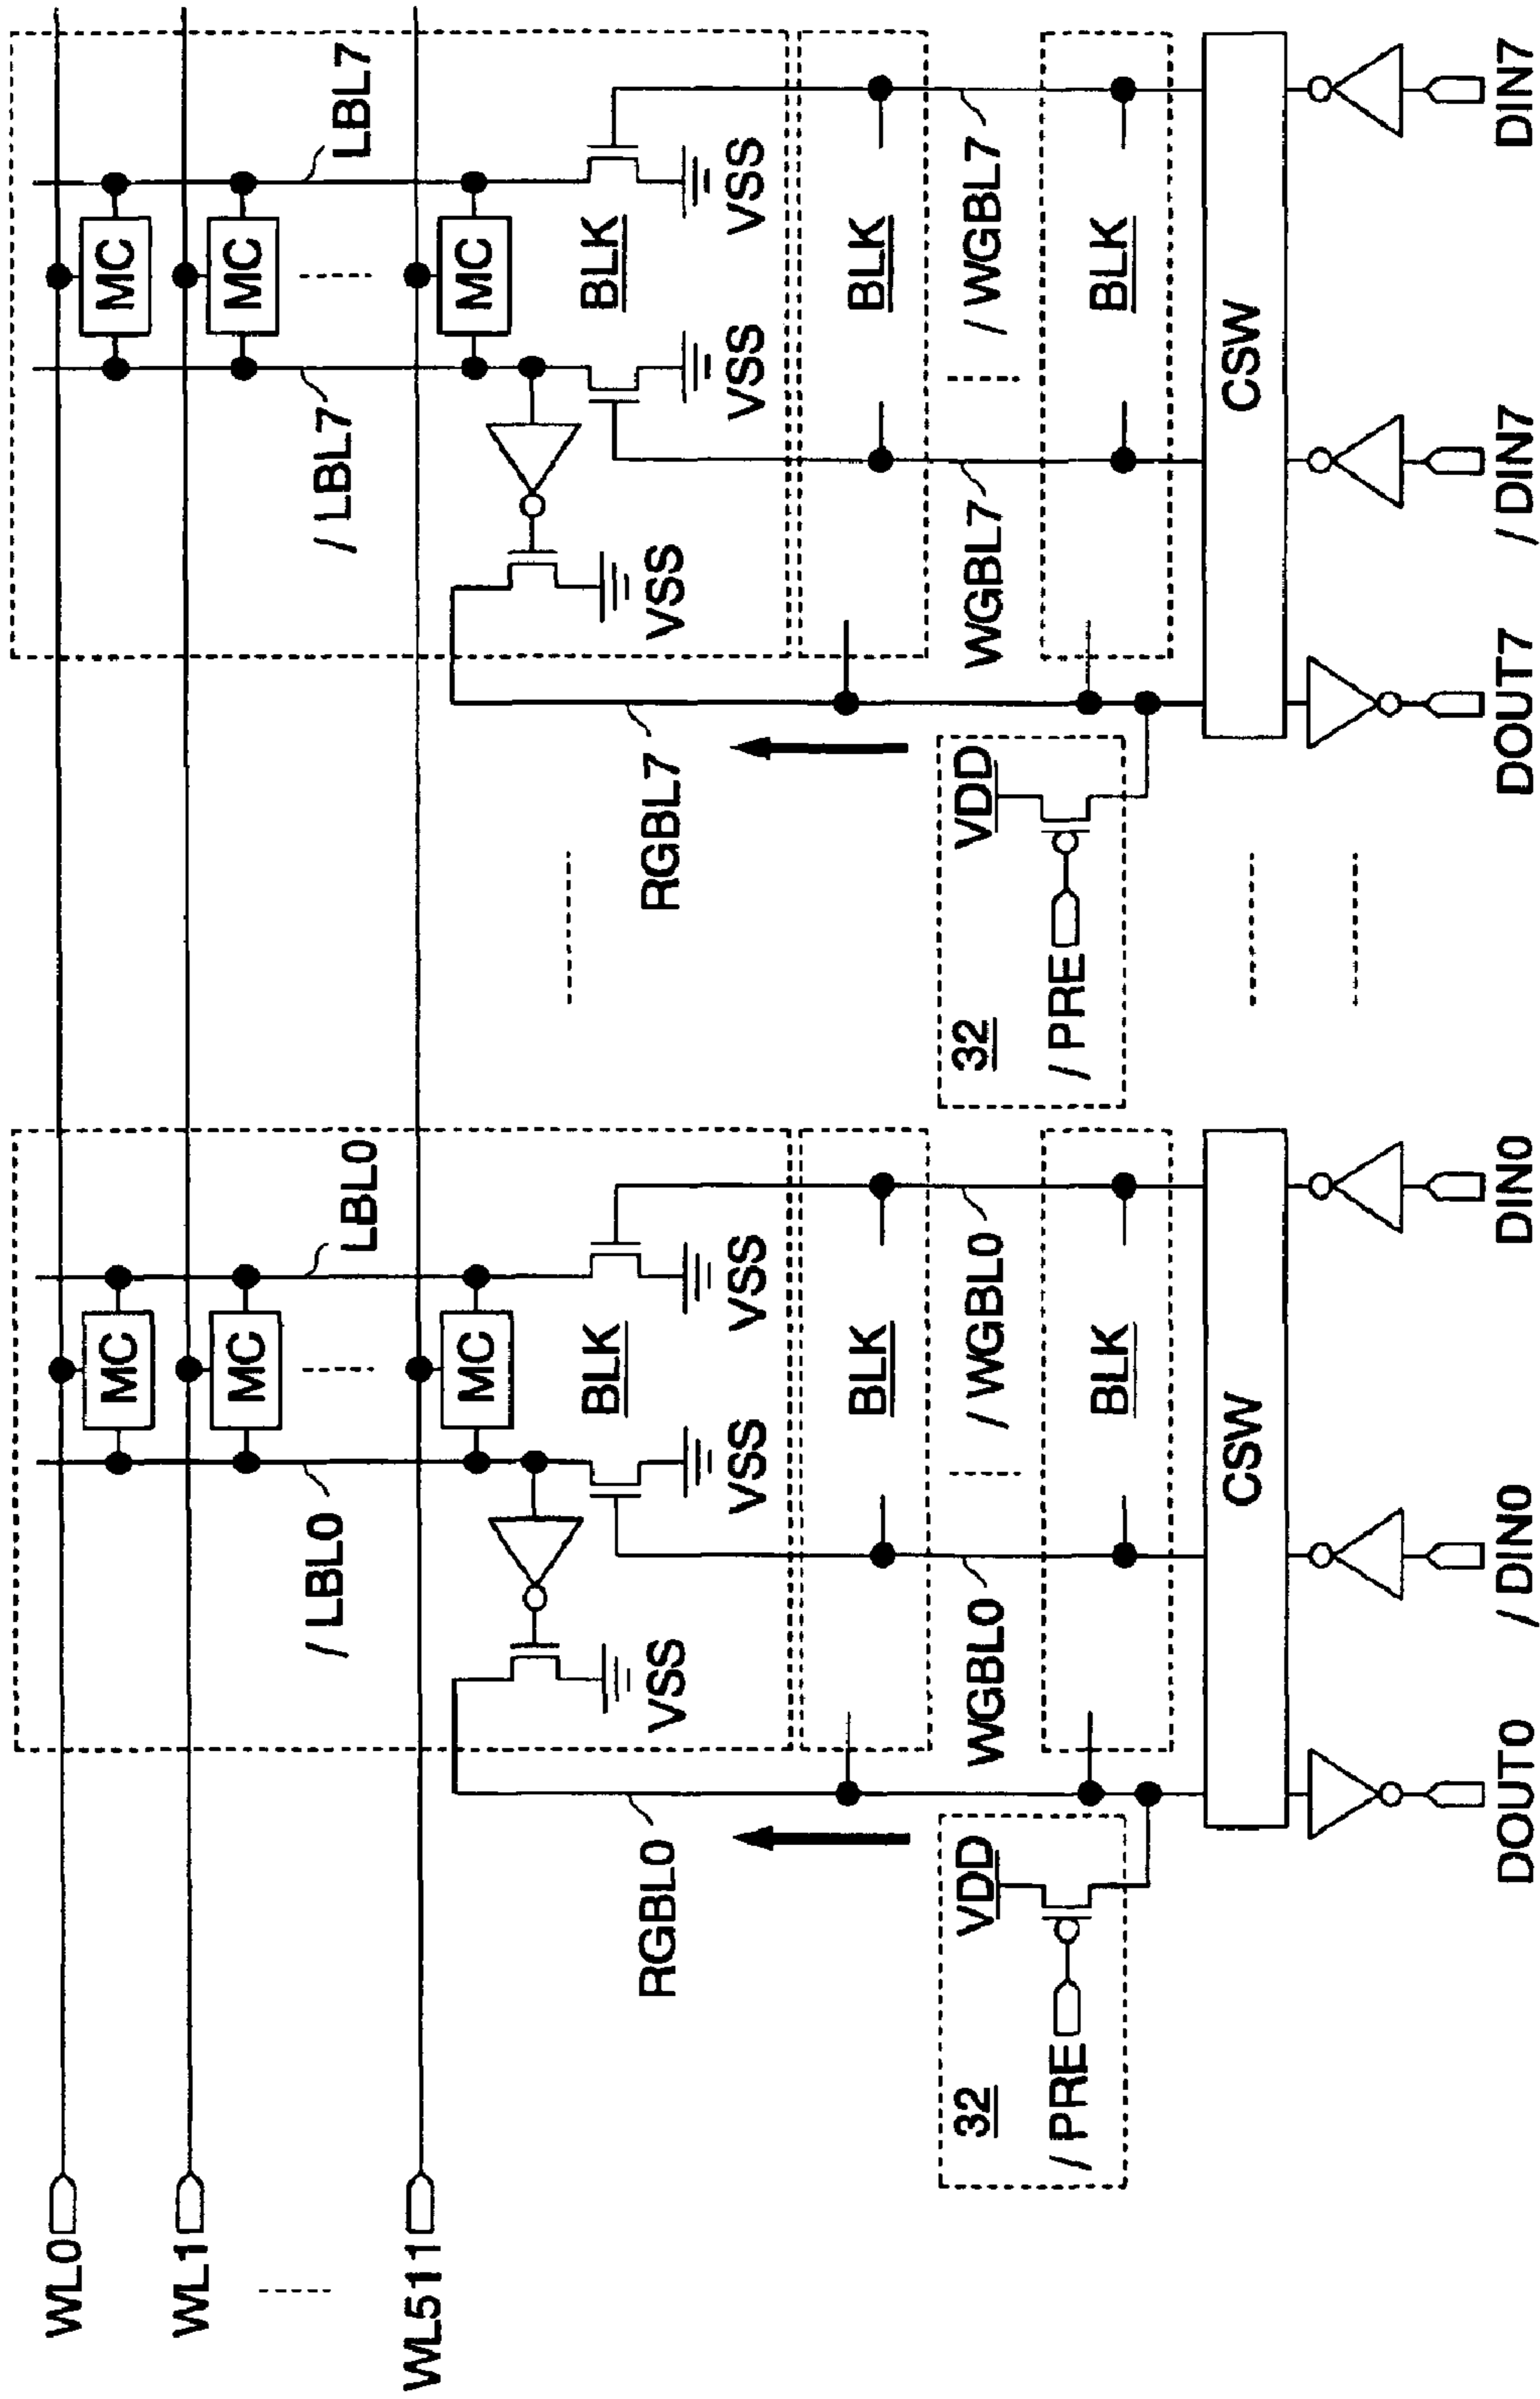 WL0
MC
MC
WL1
MC
MC
/ LBL0
LBL0
/ LBL7
LBL7
WL511
MC
MC
BLK
BLK
RGBL0
VSS
RGBL7
VSS
VSS
VSS
VSS
VSS
BLK
BLK
32
VDD
WGBL0
/ WGBL0
32
VDD
WGBL7
/ WGBL7
/ PRE
BLK
/ PRE
BLK
CSW
CSW
DOUT0
/ DIN0
DIN0
DOUT7
/ DIN7
DIN7